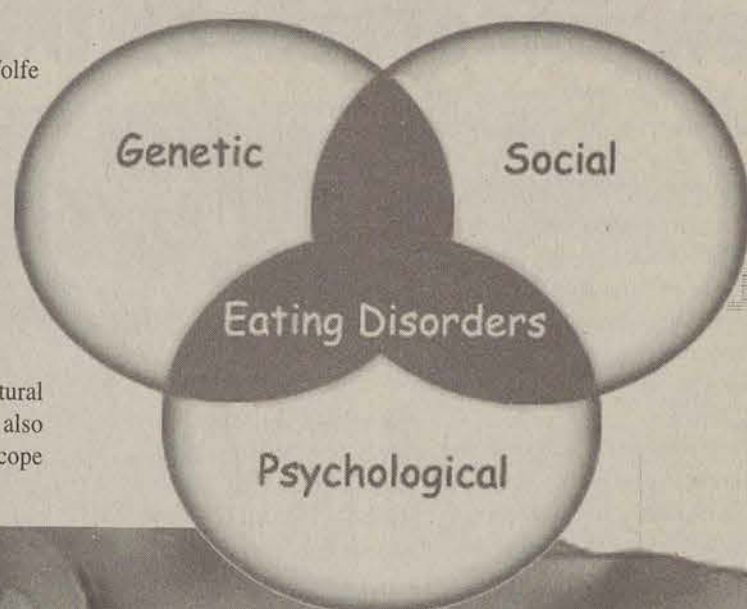 olfe
Genetic
Social
Eating Disorders
tural
also
cope
Psychological